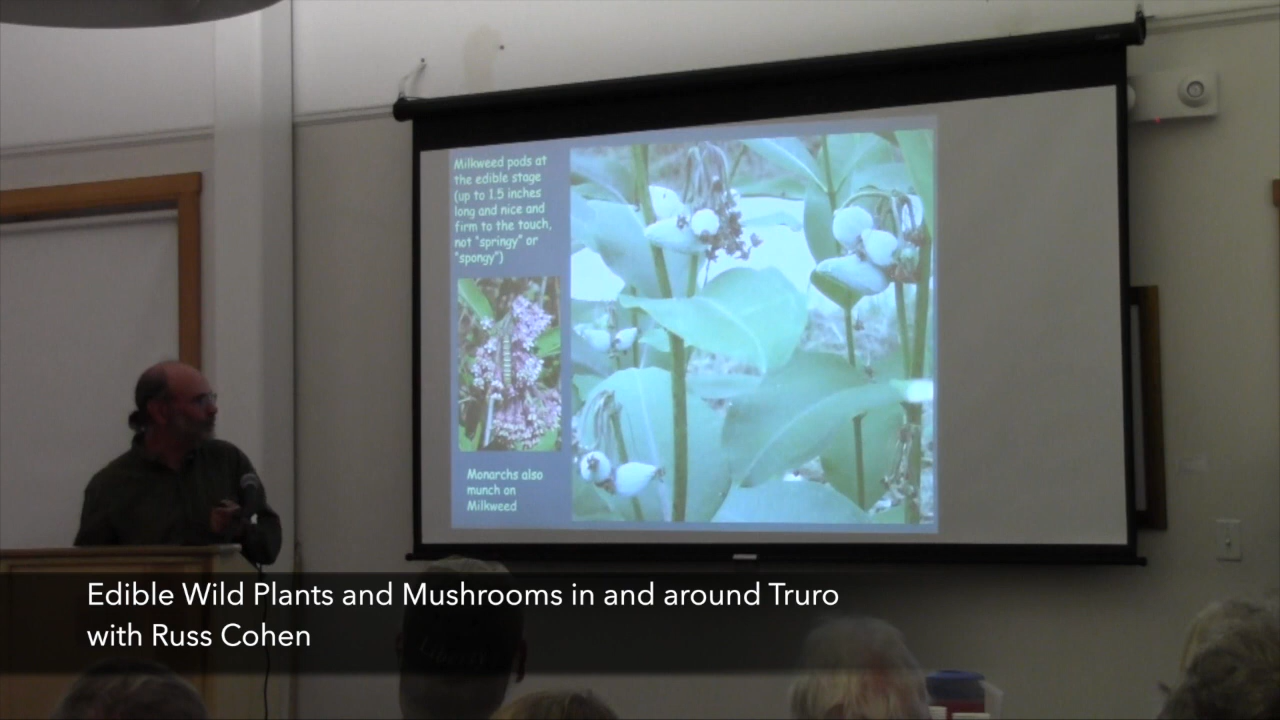 Milkweed pods at
the edible stage
(up to 1.5 inches
long and nice and
firm to the touch,
not "springy" or
"spongy")
Monarchs also
munch on
Milkweed
Edible Wild Plants and Mushrooms in and around Truro
with Russ Cohen